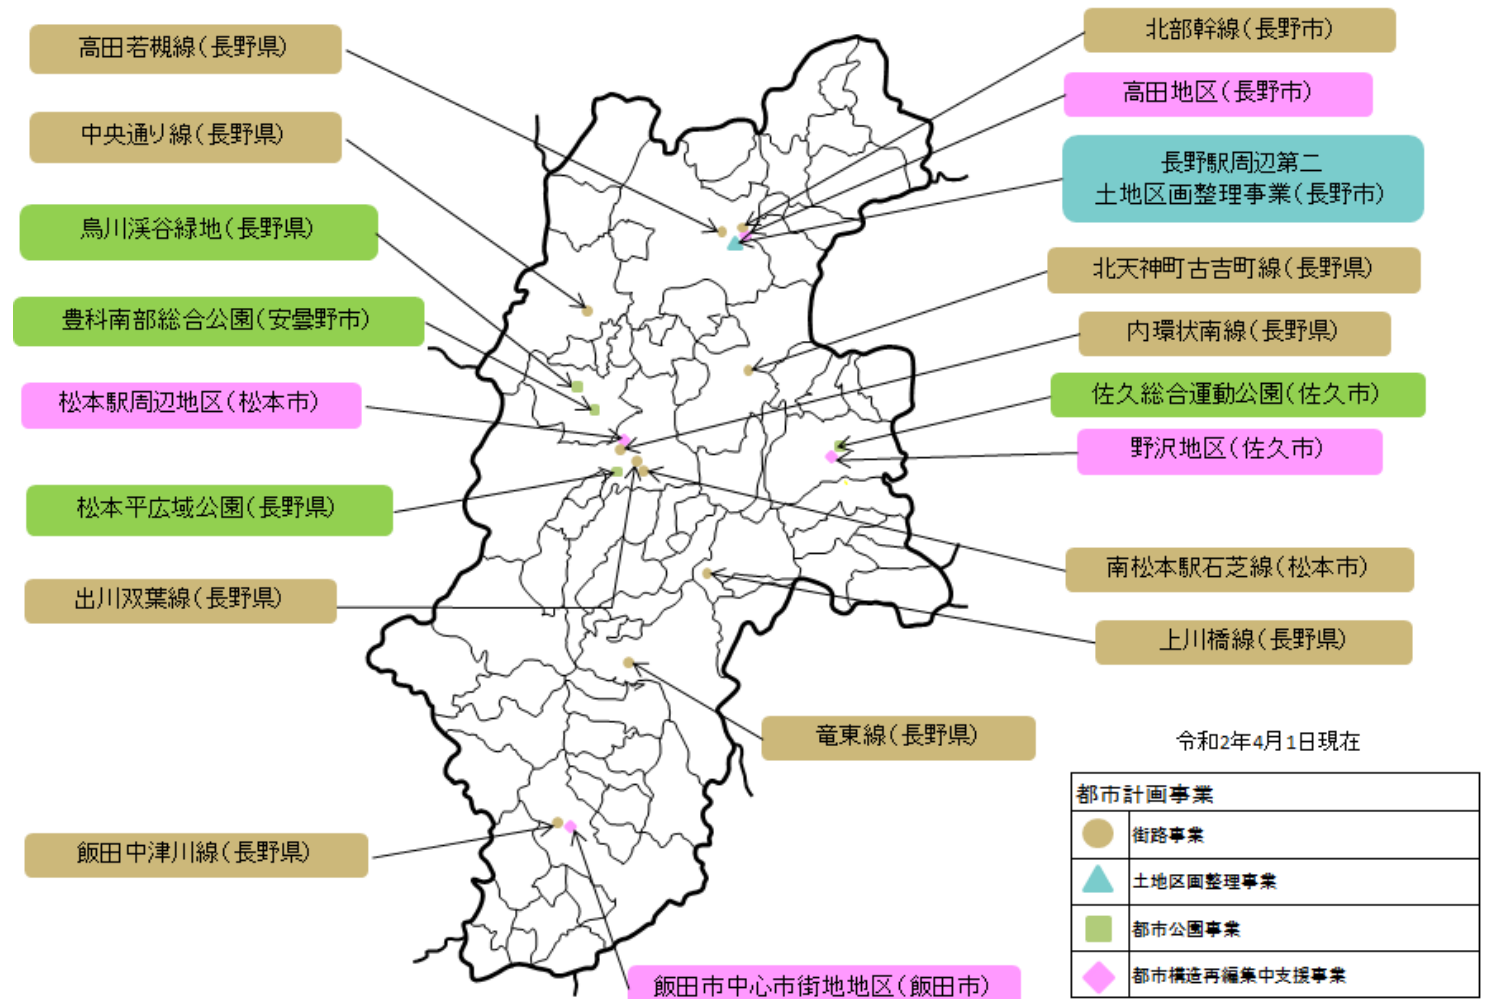 高田若槻線(長野県)
中央通り線(長野県)
烏川渓谷緑地(長野県)
豊科南部総合公園(安曇野市)
松本駅周辺地区(松本市)
松本平広域公園(長野県)
出川双葉線(長野県)
飯田中津川線(長野県)
北部幹線(長野市)
高田地区(長野市)
長野駅周辺第二
土地区画整理事業(長野市)
北天神町古吉町線(長野県)
内環状南線(長野県)
佐久総合運動公園(佐久市)
野沢地区(佐久市)
南松本駅石芝線(松本市)
上川橋線(長野県)
竜東線(長野県)
飯田市中心市街地地区(飯田市)
令和2年4月1日現在
都市計画事業
街路事業
土地区画整理事業
都市公園事業
都市構造再編集中支援事業